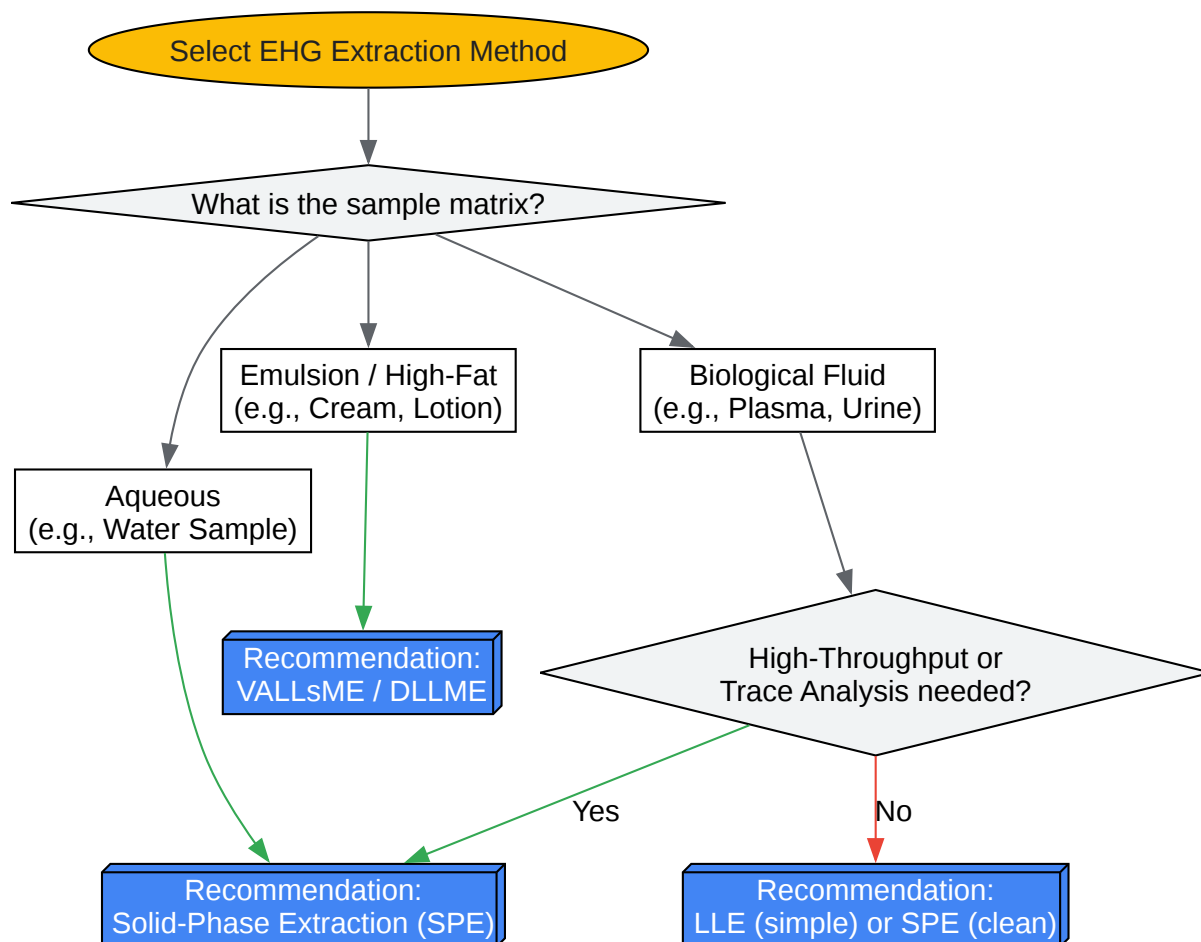 Select EHG Extraction Method
What is the sample matrix?
Emulsion / High-Fat
(e.g., Cream, Lotion)
Biological Fluid
(e.g., Plasma, Urine)
Aqueous
(e.g., Water Sample)
Recommendation:
VALLsME / DLLME
High-Throughput or
Trace Analysis needed?
Yes
No
Recommendation:
Solid-Phase Extraction (SPE)
Recommendation:
LLE (simple) or SPE (clean)